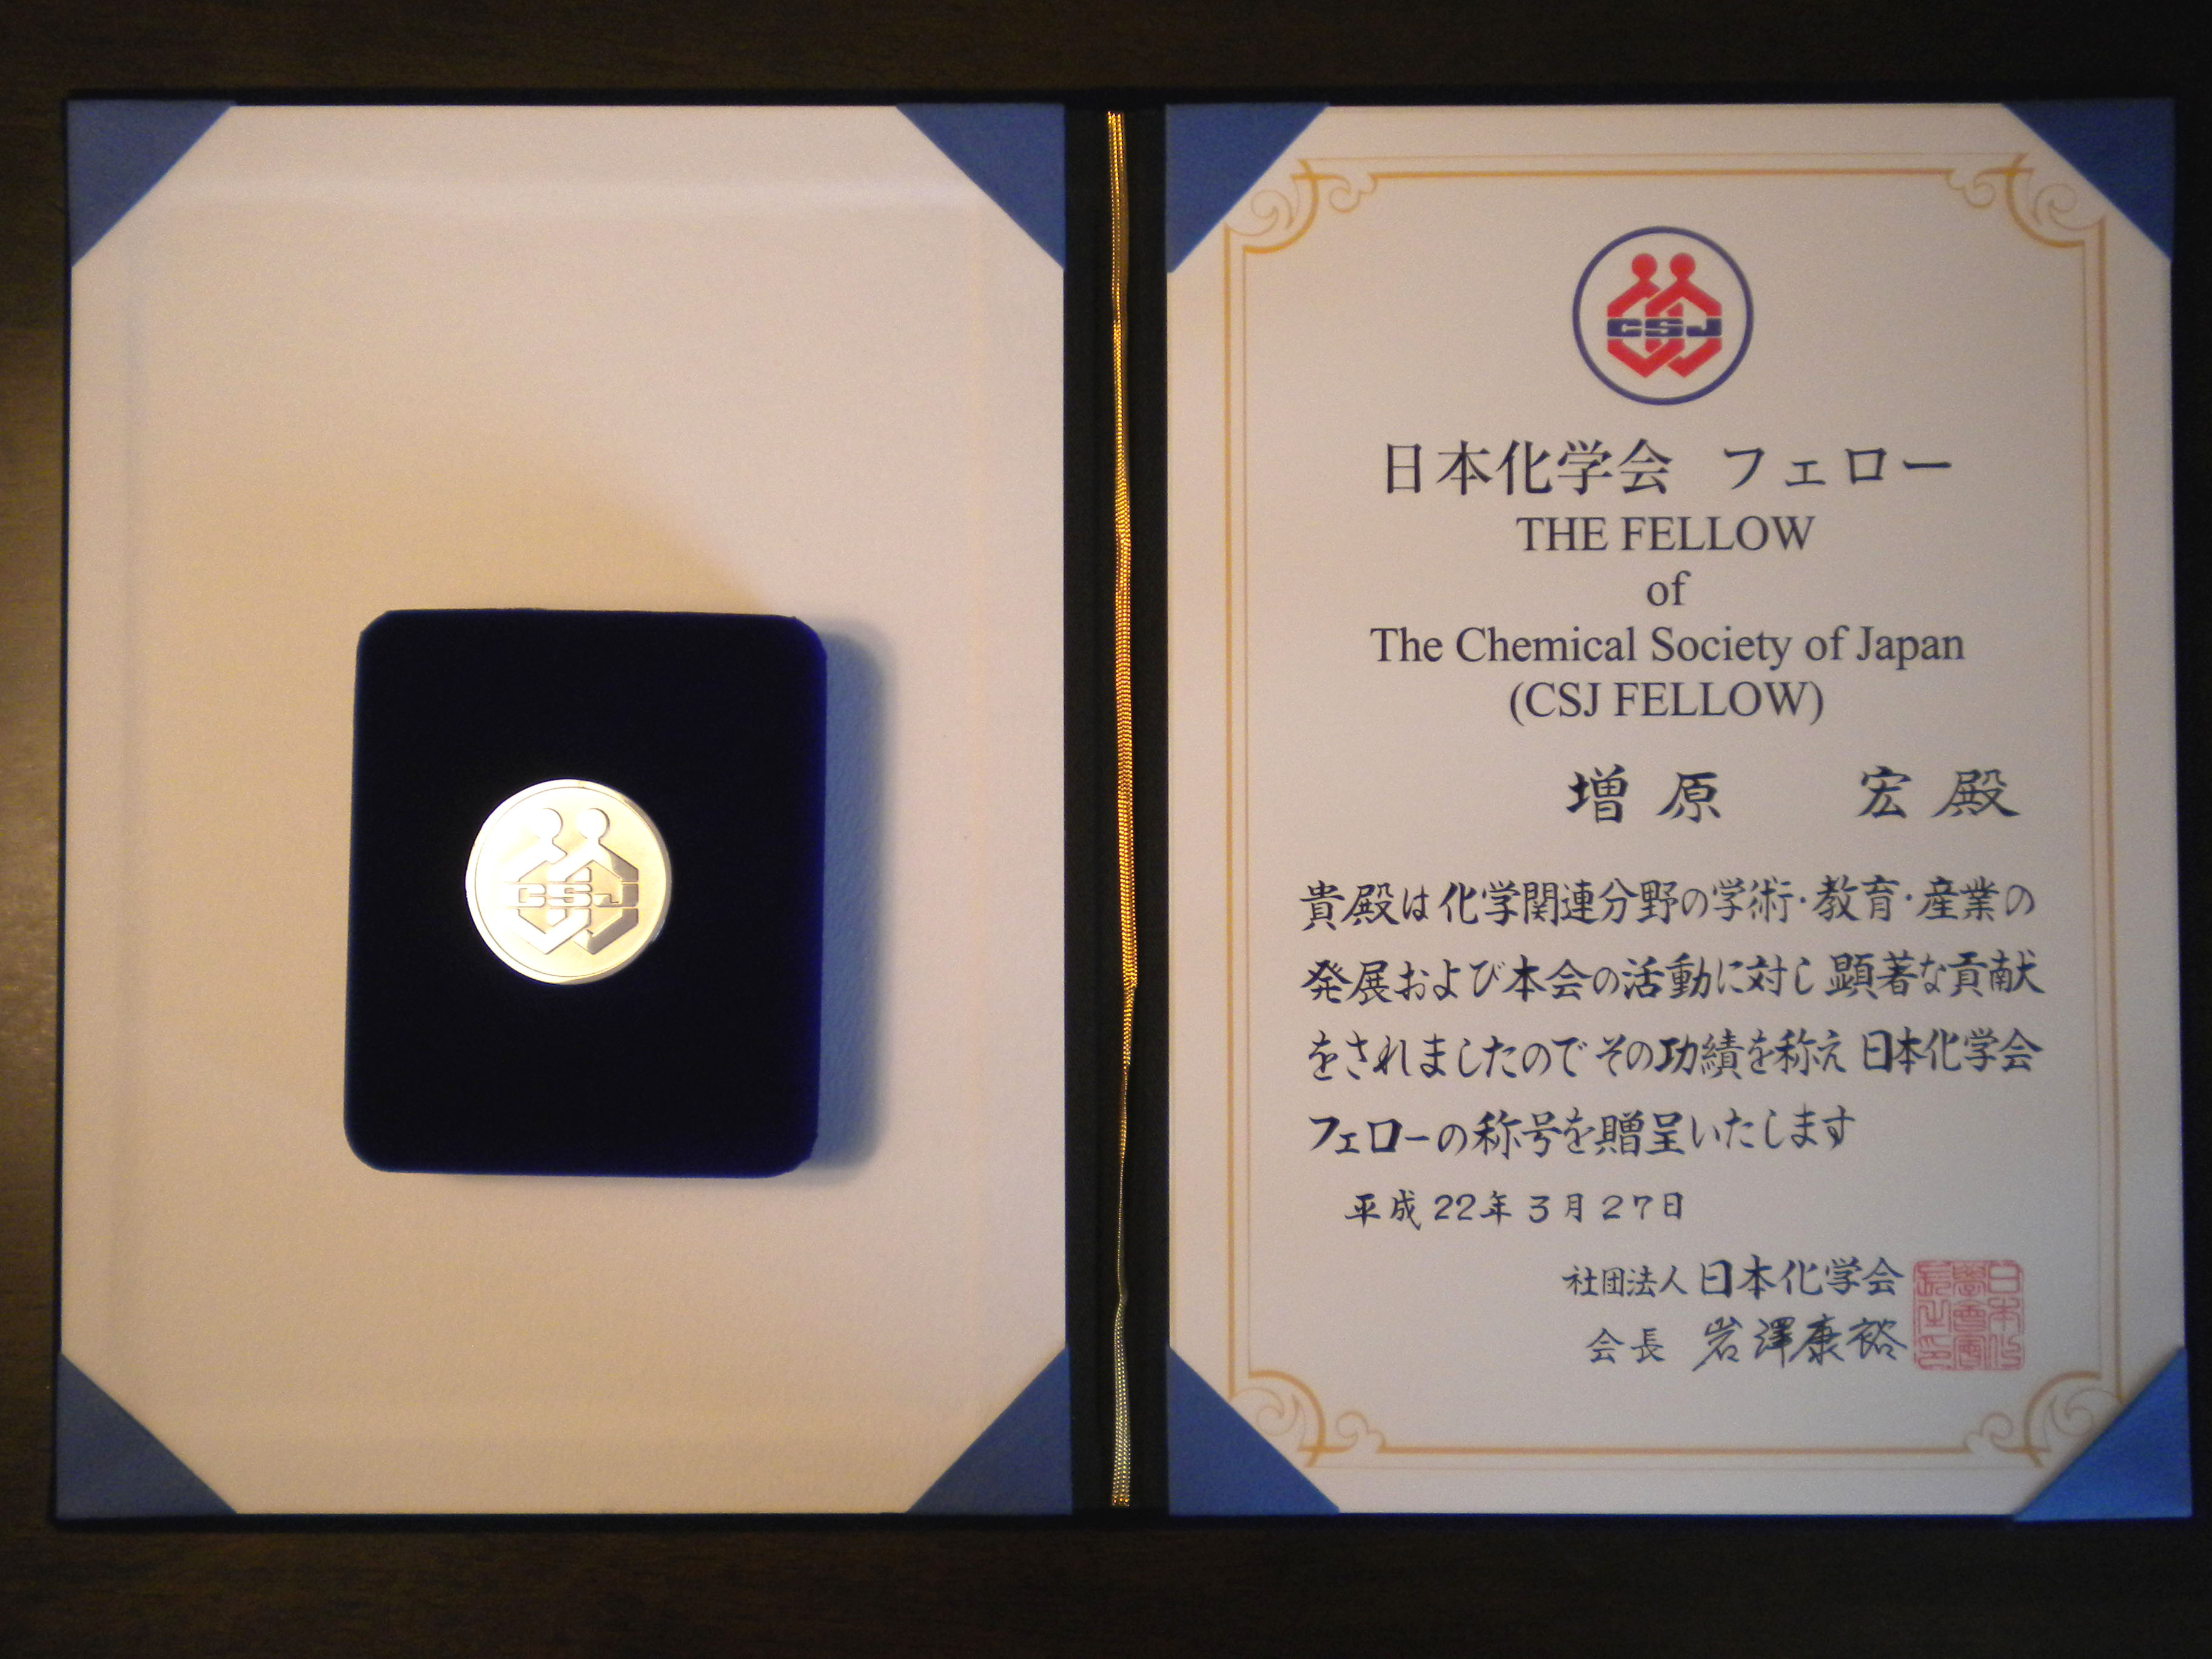 CSJ
CSJ
日本化学会 フェロー
THE FELLOW
of
The Chemical Society of Japan
(CSJ FELLOW)
増原 宏殿
貴殿は化学関連分野の学術・教育・産業の
発展および本会の活動に対し顕著な貢献
をされましたのでその功績を称え日本化学会
フェローの称号を贈呈いたします
平成22年3月27日
社団法人日本化学会
会長 岩澤康裕